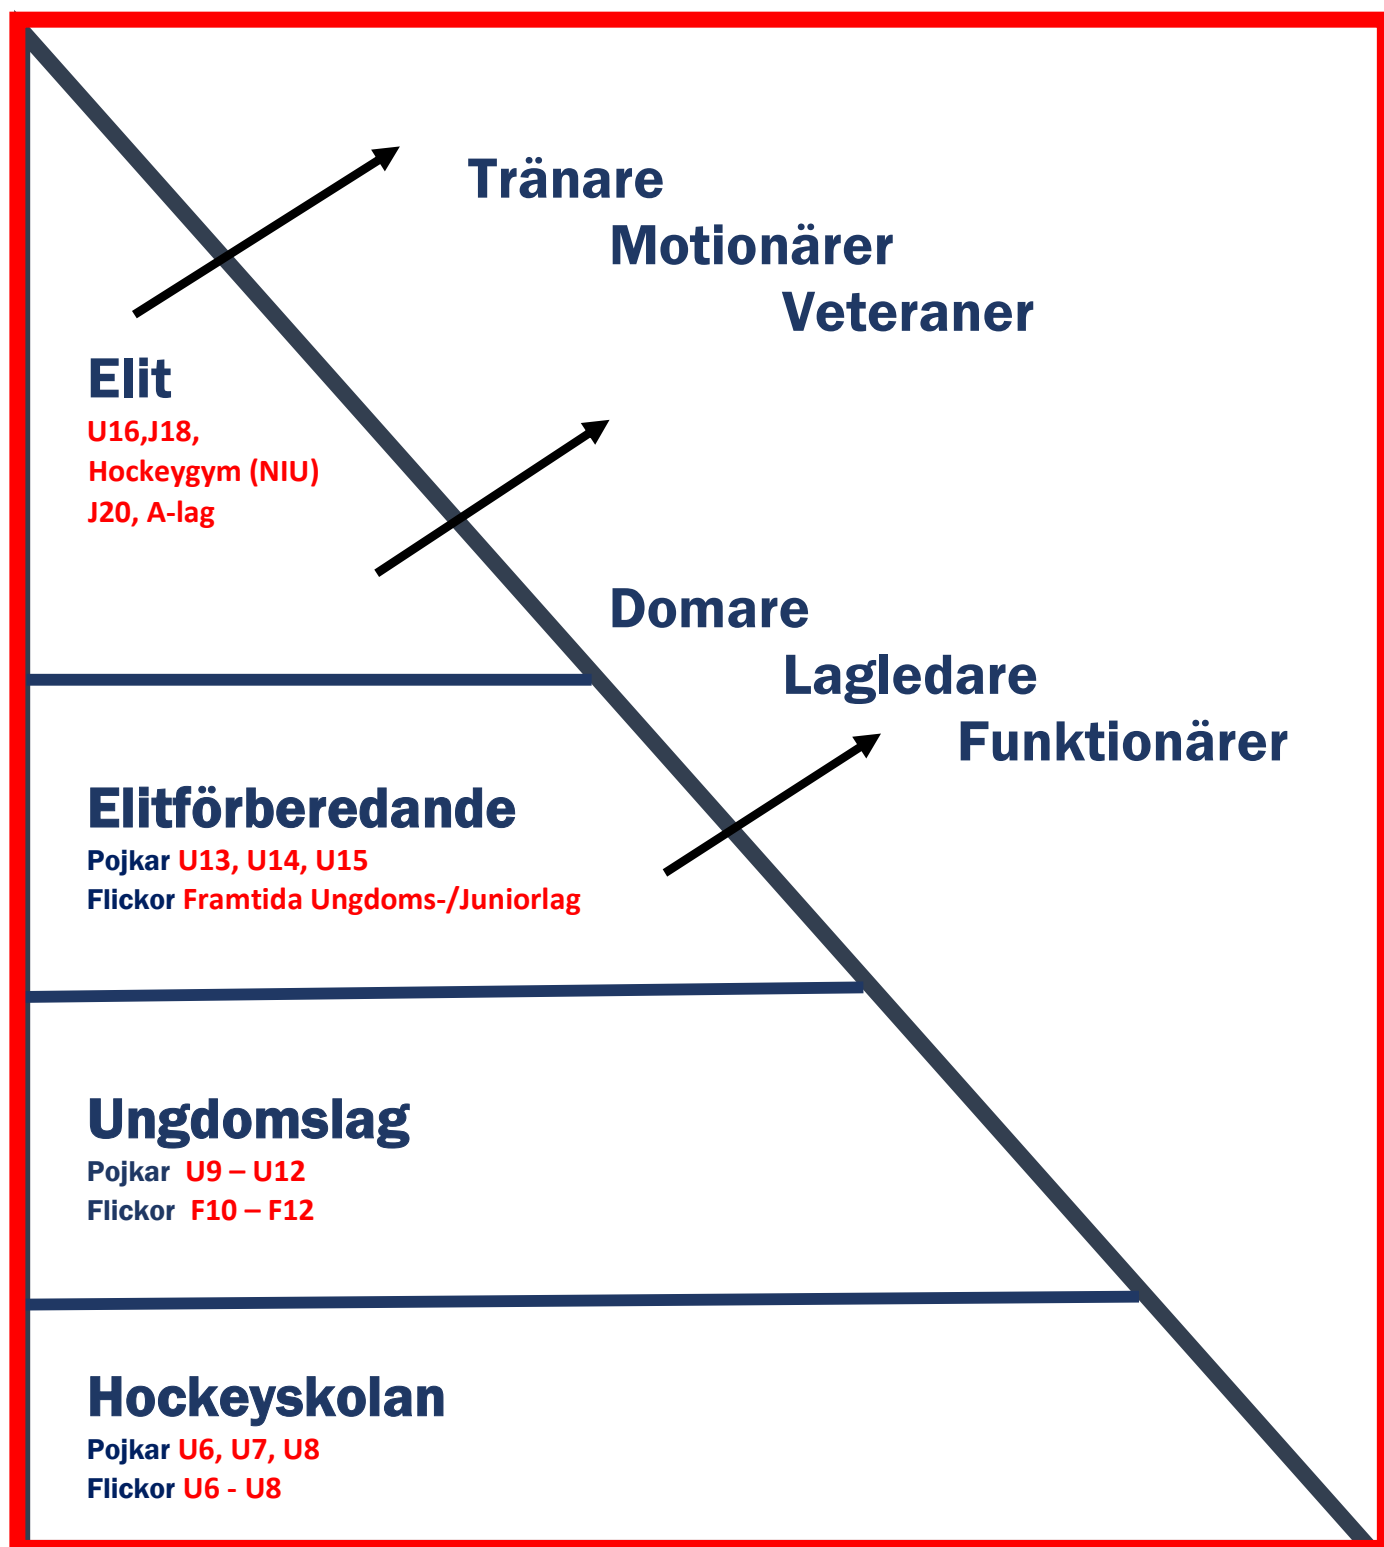 Tränare
Motionärer
Veteraner
Elit
U16,J18,
Hockeygym (NIU)
J20, A-lag
Domare
Lagledare
Funktionärer
Elitförberedande
Pojkar U13, U14, U15
Flickor Framtida Ungdoms-/Juniorlag
Ungdomslag
Pojkar U9 – U12
Flickor F10 – F12
Hockeyskolan
Pojkar U6, U7, U8
Flickor U6 - U8